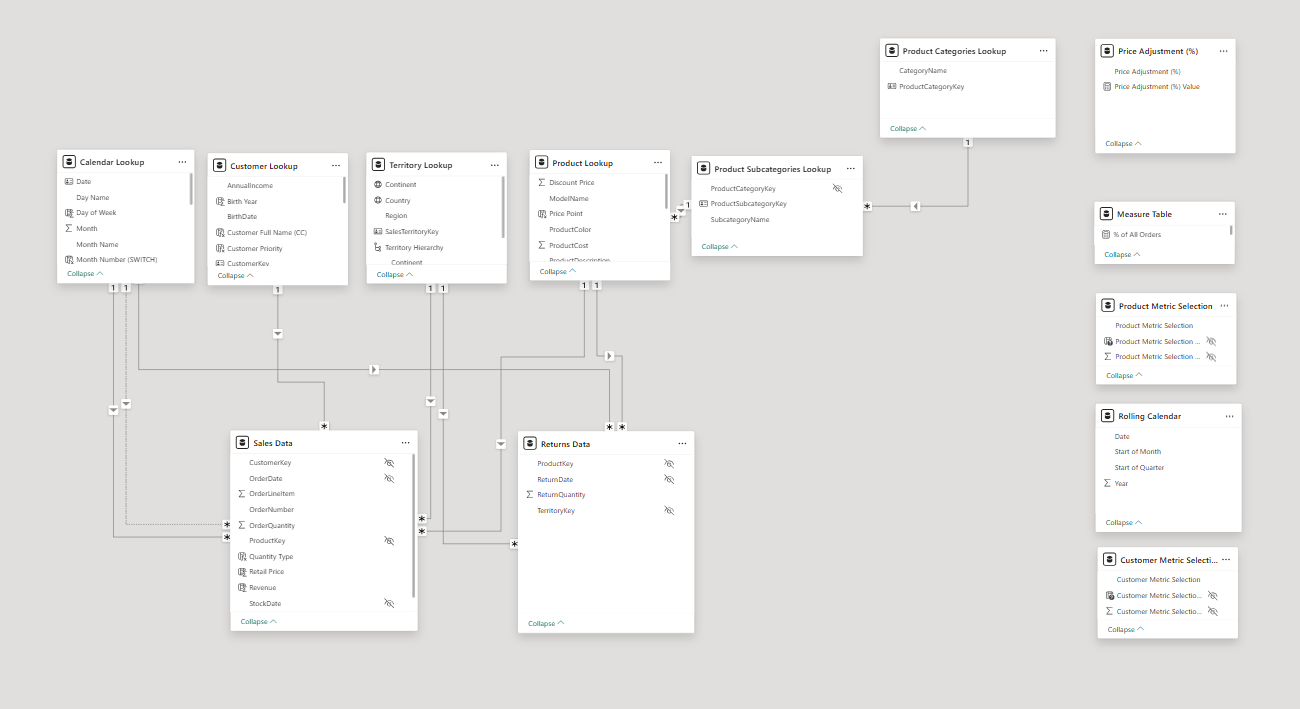 Product Categories Lookup
CategoryName
ProductCategoryKey
Collapse
Price Adjustment (%)
Price Adjustment (%)
Price Adjustment (%) Value
Collapse
Calendar Lookup
Date
Day Name
Day of Week
Month
Month Name
Month Number (SWITCH)
Collapse
Customer Lookup
AnnualIncome
Birth Year
BirthDate
Customer Full Name (CC)
Customer Priority
CustomerKey
Collapse
Territory Lookup
Continent
Country
Region
SalesTerritoryKey
Territory Hierarchy
Continent
Collapse
Product Lookup
Discount Price
ModelName
Price Point
ProductColor
ProductCost
ProductDescription
Collapse
Product Subcategories Lookup
ProductCategoryKey
ProductSubcategoryKey
SubcategoryName
Collapse
Measure Table
% of All Orders
Collapse
Product Metric Selection
Product Metric Selection
Product Metric Selection ...
Product Metric Selection ...
Collapse
Rolling Calendar
Date
Start of Month
Start of Quarter
Year
Collapse
Customer Metric Selecti...
Customer Metric Selection
Customer Metric Selectio...
Customer Metric Selectio...
Collapse
1
1
1
1
1
1
1
1
1
*
*
*
*
*
*
*
*
*
*
Sales Data
CustomerKey
OrderDate
OrderLineItem
OrderNumber
OrderQuantity
ProductKey
Quantity Type
Retail Price
Revenue
StockDate
Collapse
Returns Data
ProductKey
ReturnDate
ReturnQuantity
TerritoryKey
Collapse